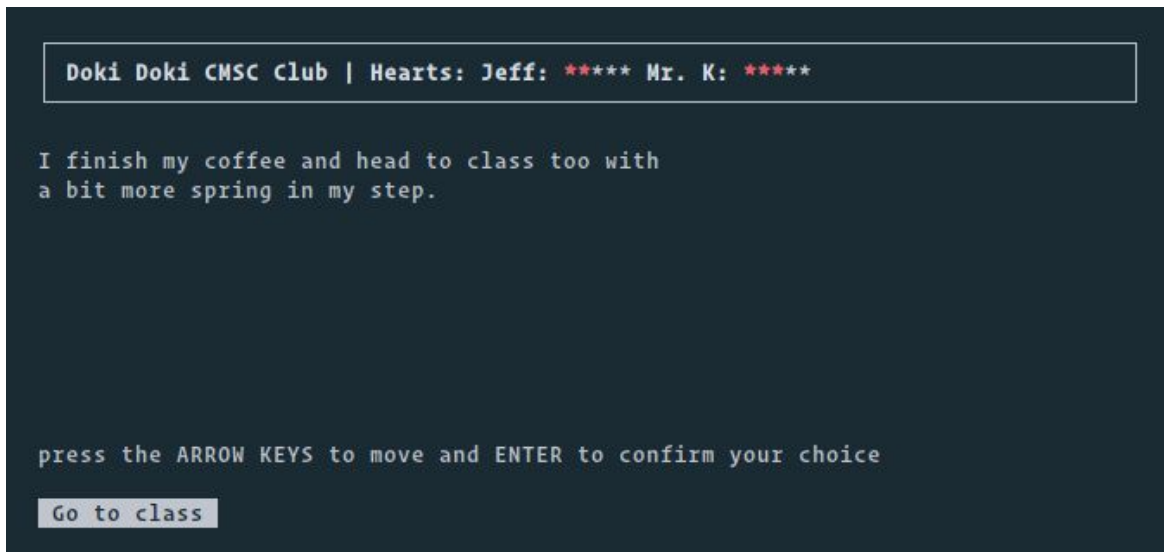 Doki Doki CMSC Club | Hearts: Jeff: ***** Mr. K: *****
I finish my coffee and head to class too with
a bit more spring in my step.
press the ARROW KEYS to move and ENTER to confirm your choice
Go to class